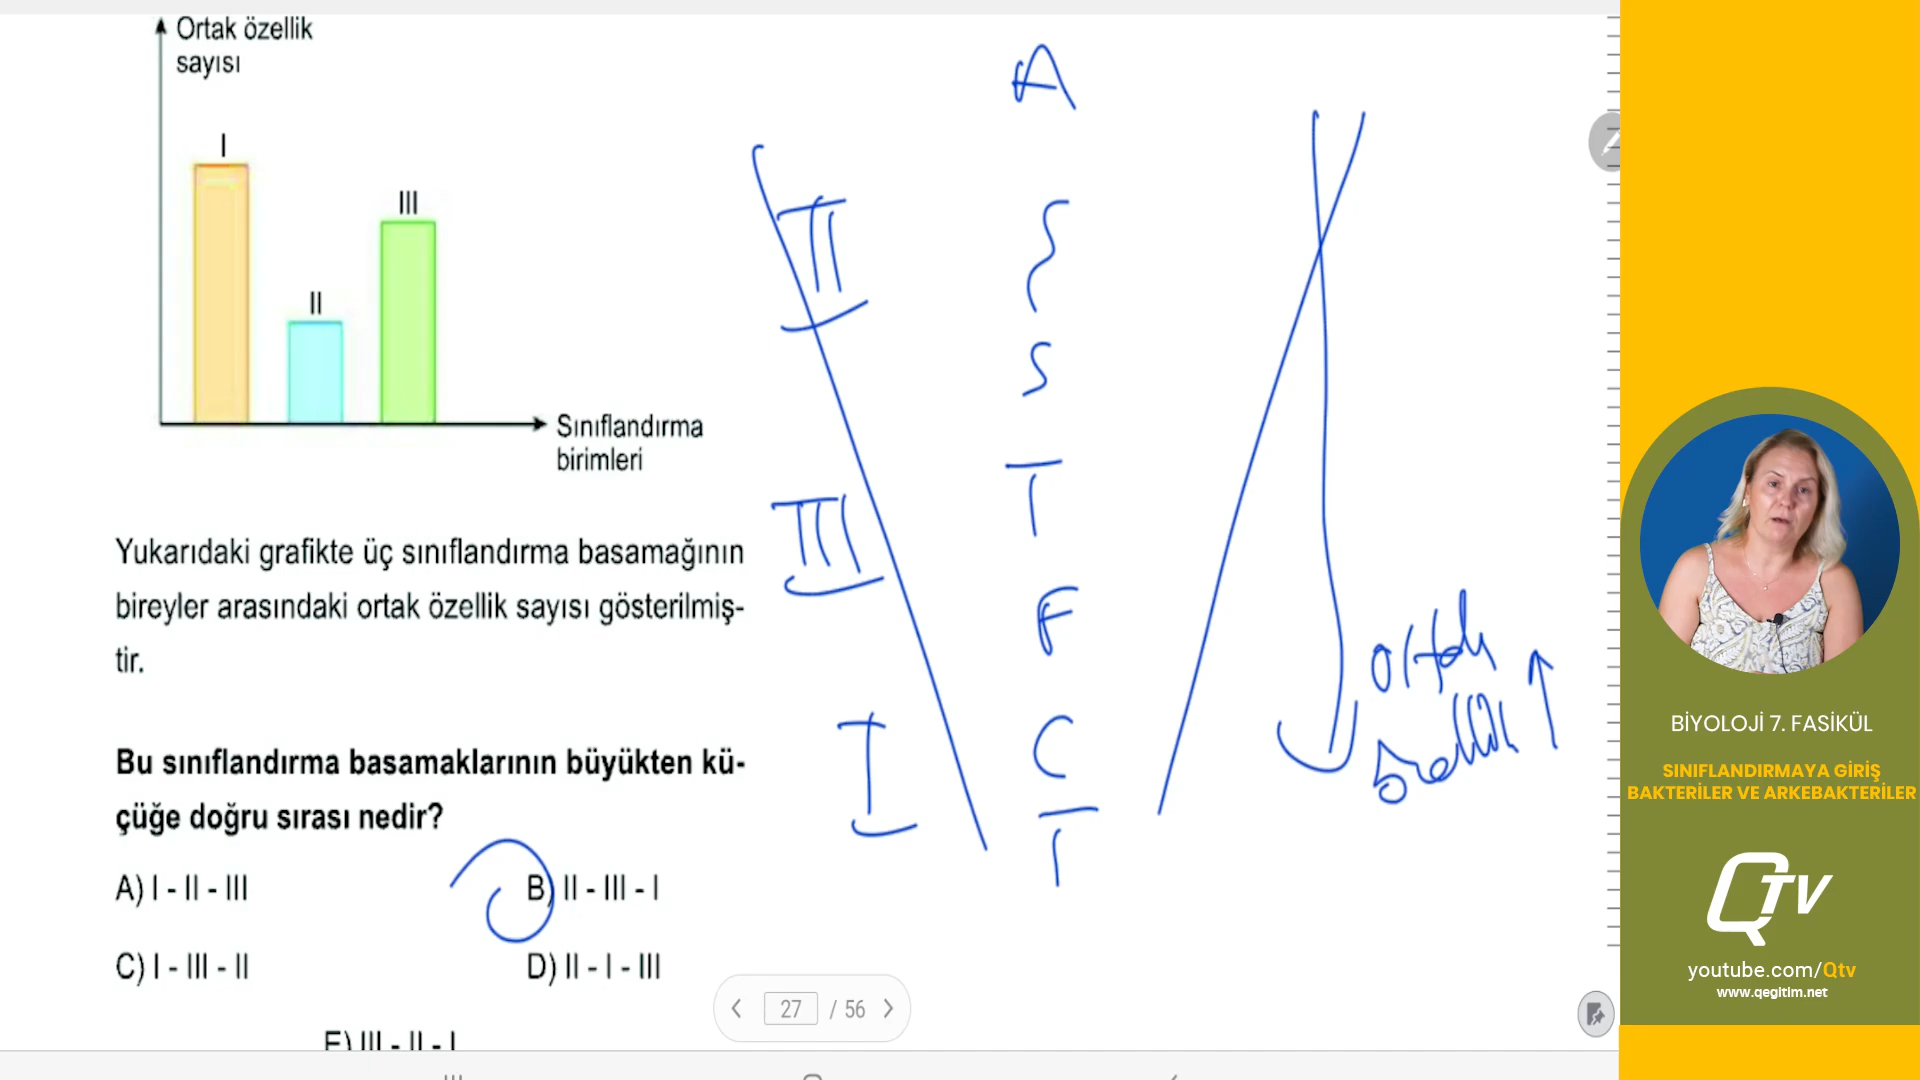 Ortak özellik
sayısı
I
II
III
Sınıflandırma
birimleri
Yukarıdaki grafikte üç sınıflandırma basamağının
bireyler arasındaki ortak özellik sayısı gösterilmiş-
tir.
Bu sınıflandırma basamaklarının büyükten kü-
çüğe doğru sırası nedir?
A) I - II - III
B) II - III - I
C) I - III - II
D) II - I - III
E) III - II - I
A
Ş
S
T
F
C
T
II
III
I
ortak
özellik ↑
27 / 56
BİYOLOJİ 7. FASİKÜL
SINIFLANDIRMAYA GİRİŞ
BAKTERİLER VE ARKEBAKTERİLER
QTV
youtube.com/Qtv
www.qegitim.net